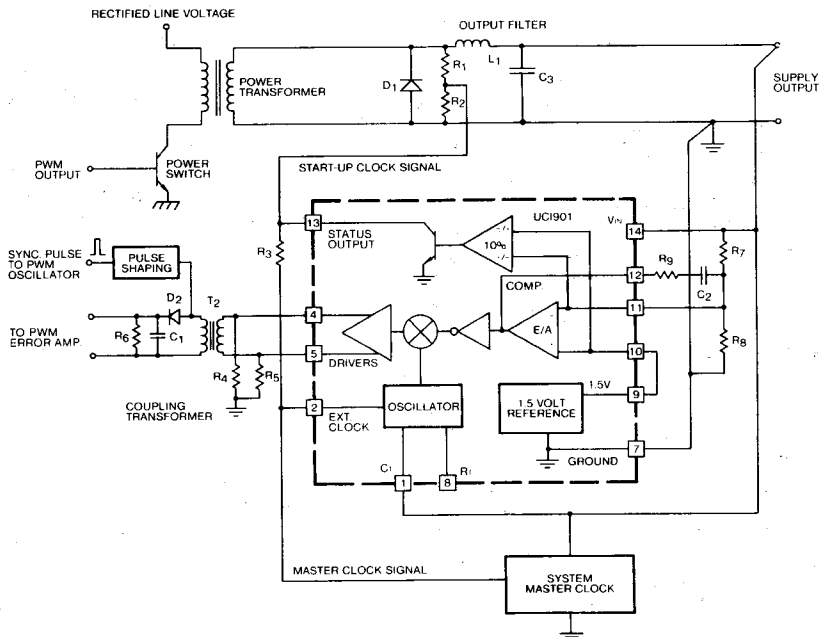 RECTIFIED LINE VOLTAGE
OUTPUT FILTER
R1
L1
C3
D1
R2
POWER
TRANSFORMER
SUPPLY
OUTPUT
PWM
OUTPUT
POWER
SWITCH
START-UP CLOCK SIGNAL
UC1901
13
STATUS
OUTPUT
10%
-/·
-/·
VIN
14
R7
R3
SYNC. PULSE
TO PWM
OSCILLATOR
PULSE
SHAPING
12
R9
C2
COMP.
D2
T2
4
E/A
11
TO PWM
ERROR AMP.
R6
C1
5
DRIVERS
10
R8
R4
R5
1.5V
9
COUPLING
TRANSFORMER
2
EXT
CLOCK
OSCILLATOR
1.5 VOLT
REFERENCE
GROUND
7
CT
RT
1
8
MASTER CLOCK SIGNAL
SYSTEM
MASTER CLOCK